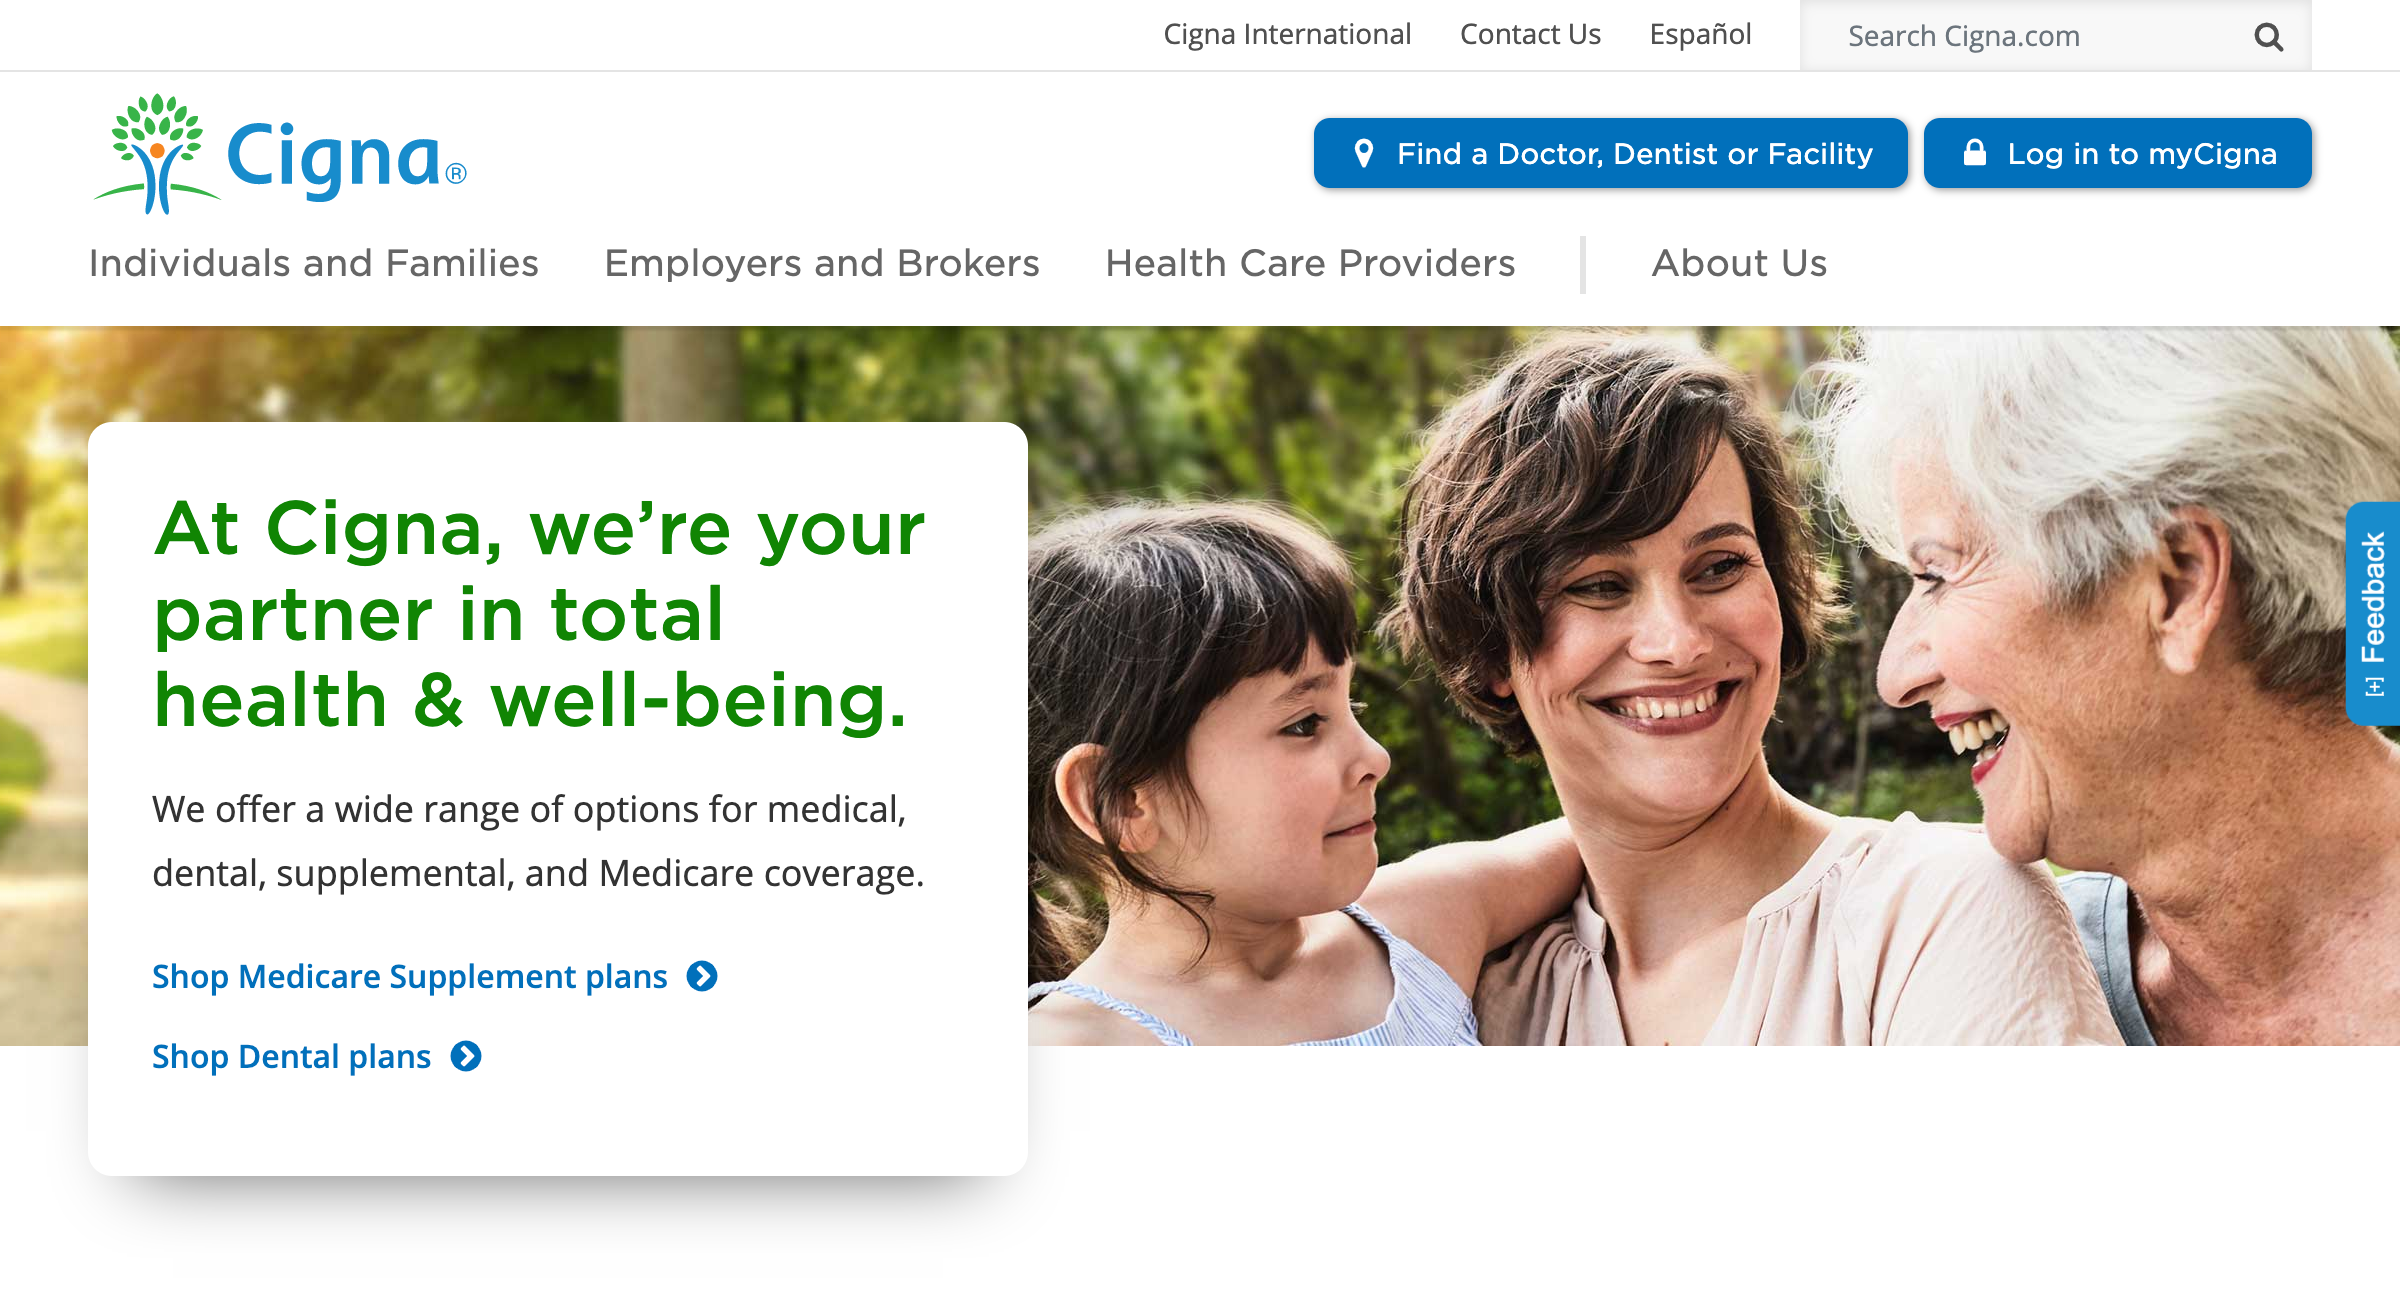 Cigna International
Contact Us
Español
Search Cigna.com
Cigna®
Find a Doctor, Dentist or Facility
Log in to myCigna
Individuals and Families
Employers and Brokers
Health Care Providers
About Us
At Cigna, we’re your
partner in total
health & well-being.
We offer a wide range of options for medical,
dental, supplemental, and Medicare coverage.
Shop Medicare Supplement plans
Shop Dental plans
[+] Feedback